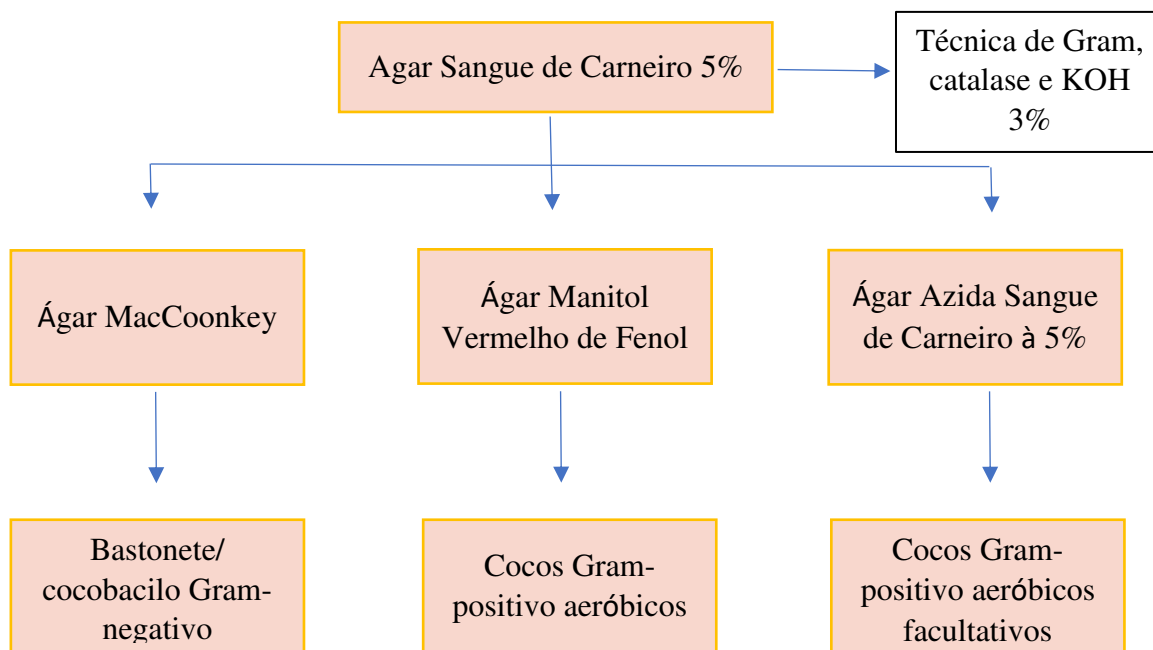 Agar Sangue de Carneiro 5%
Técnica de Gram,
catalase e KOH
3%
Ágar MacCoonkey
Ágar Manitol
Vermelho de Fenol
Ágar Azida Sangue
de Carneiro à 5%
Bastonete/
cocobacilo Gram-
negativo
Cocos Gram-
positivo aeróbicos
Cocos Gram-
positivo aeróbicos
facultativos